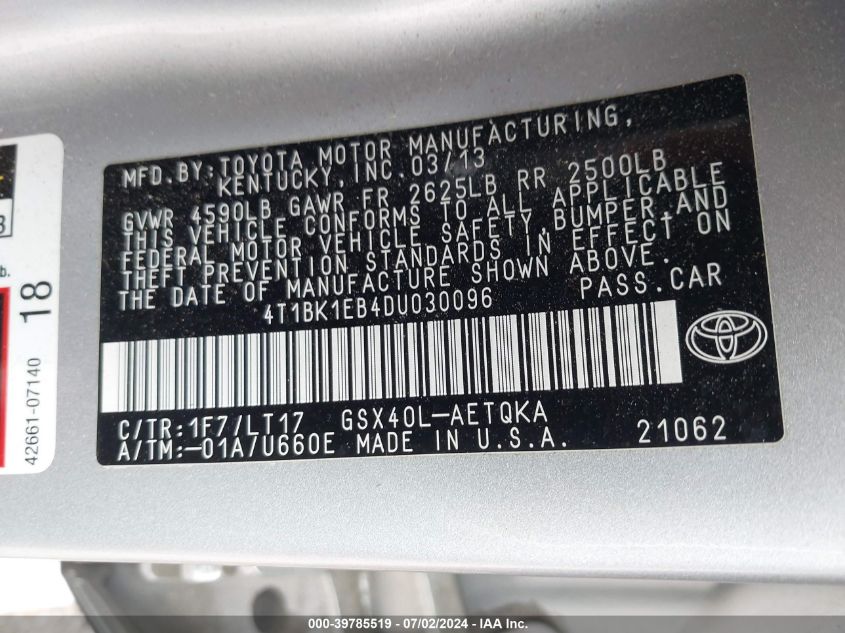 MFD.BY:TOYOTA MOTOR MANUFACTURING,
KENTUCKY,INC.03/13
GVWR 4590LB GAWR FR 2625LB RR 2500LB
THIS VEHICLE CONFORMS TO ALL APPLICABLE
FEDERAL MOTOR VEHICLE SAFETY,BUMPER,AND
THEFT PREVENTION STANDARDS IN EFFECT ON
THE DATE OF MANUFACTURE SHOWN ABOVE.
4T1BK1EB4DU030096 PASS.CAR
C/TR:1F7/LT17 GSX40L-AETQKA
A/TM:-01A7U660E MADE IN U.S.A. 21062
3
b.
18
42661-07140
000-39785519 - 07/02/2024 - IAA Inc.